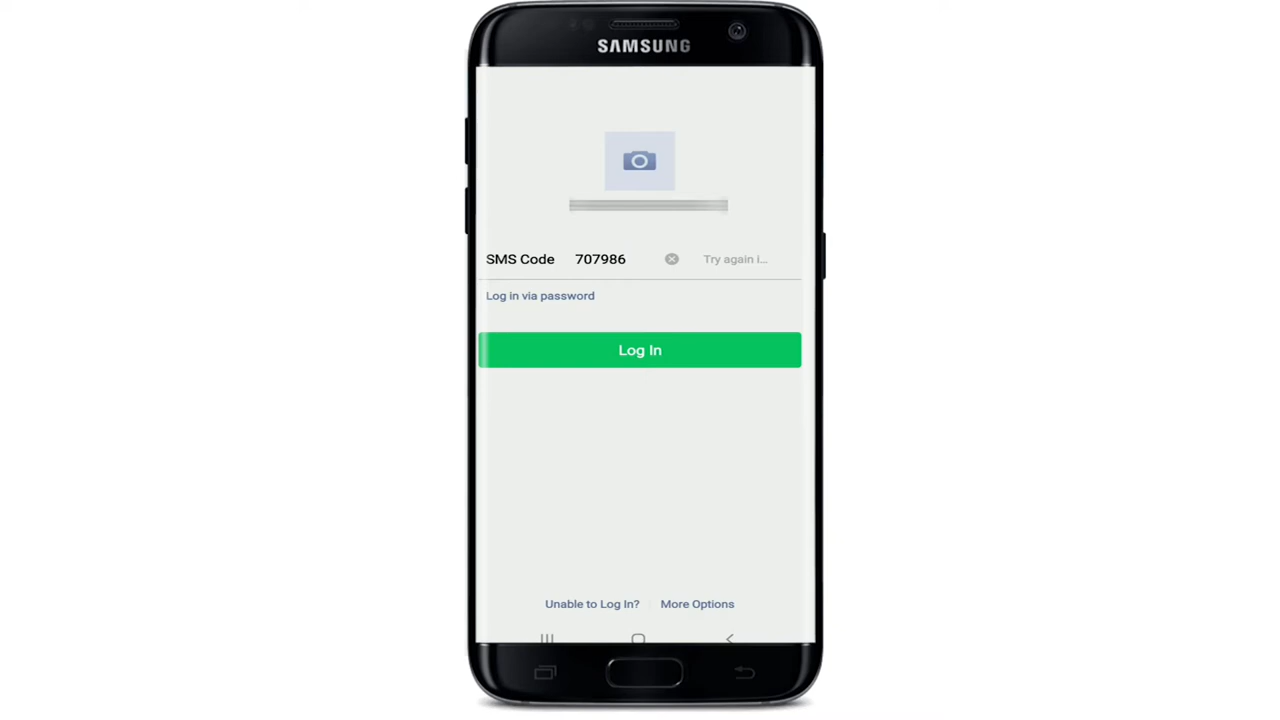 SAMSUNG
SMS Code 707986 Try again i...
Log in via password
Log In
Unable to Log In? More Options